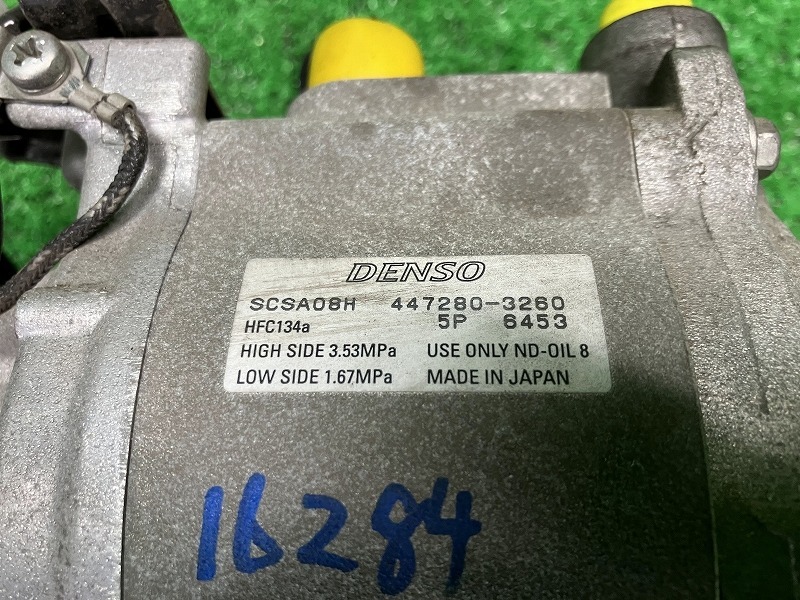 DENSO
SCSA08H 447280-3260
HFC134a 5P 6453
HIGH SIDE 3.53MPa USE ONLY ND-OIL 8
LOW SIDE 1.67MPa MADE IN JAPAN
16284